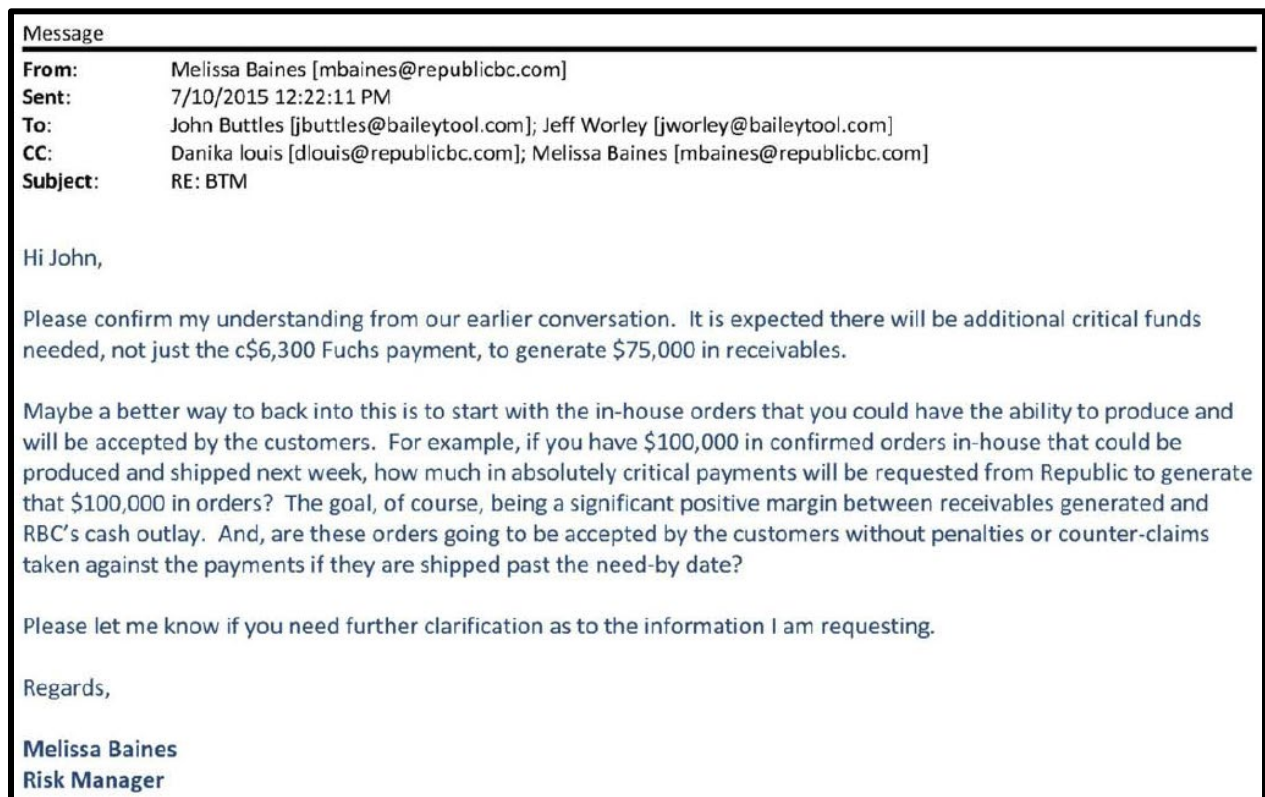 Message
From: Melissa Baines [mbaines@republicbc.com]
Sent: 7/10/2015 12:22:11 PM
To: John Buttles [jbuttles@baileytool.com]; Jeff Worley [jworley@baileytool.com]
CC: Danika louis [dlouis@republicbc.com]; Melissa Baines [mbaines@republicbc.com]
Subject: RE: BTM
Hi John,
Please confirm my understanding from our earlier conversation.  It is expected there will be additional critical funds
needed, not just the c$6,300 Fuchs payment, to generate $75,000 in receivables.
Maybe a better way to back into this is to start with the in-house orders that you could have the ability to produce and
will be accepted by the customers.  For example, if you have $100,000 in confirmed orders in-house that could be
produced and shipped next week, how much in absolutely critical payments will be requested from Republic to generate
that $100,000 in orders?  The goal, of course, being a significant positive margin between receivables generated and
RBC's cash outlay.  And, are these orders going to be accepted by the customers without penalties or counter-claims
taken against the payments if they are shipped past the need-by date?
Please let me know if you need further clarification as to the information I am requesting.
Regards,
Melissa Baines
Risk Manager